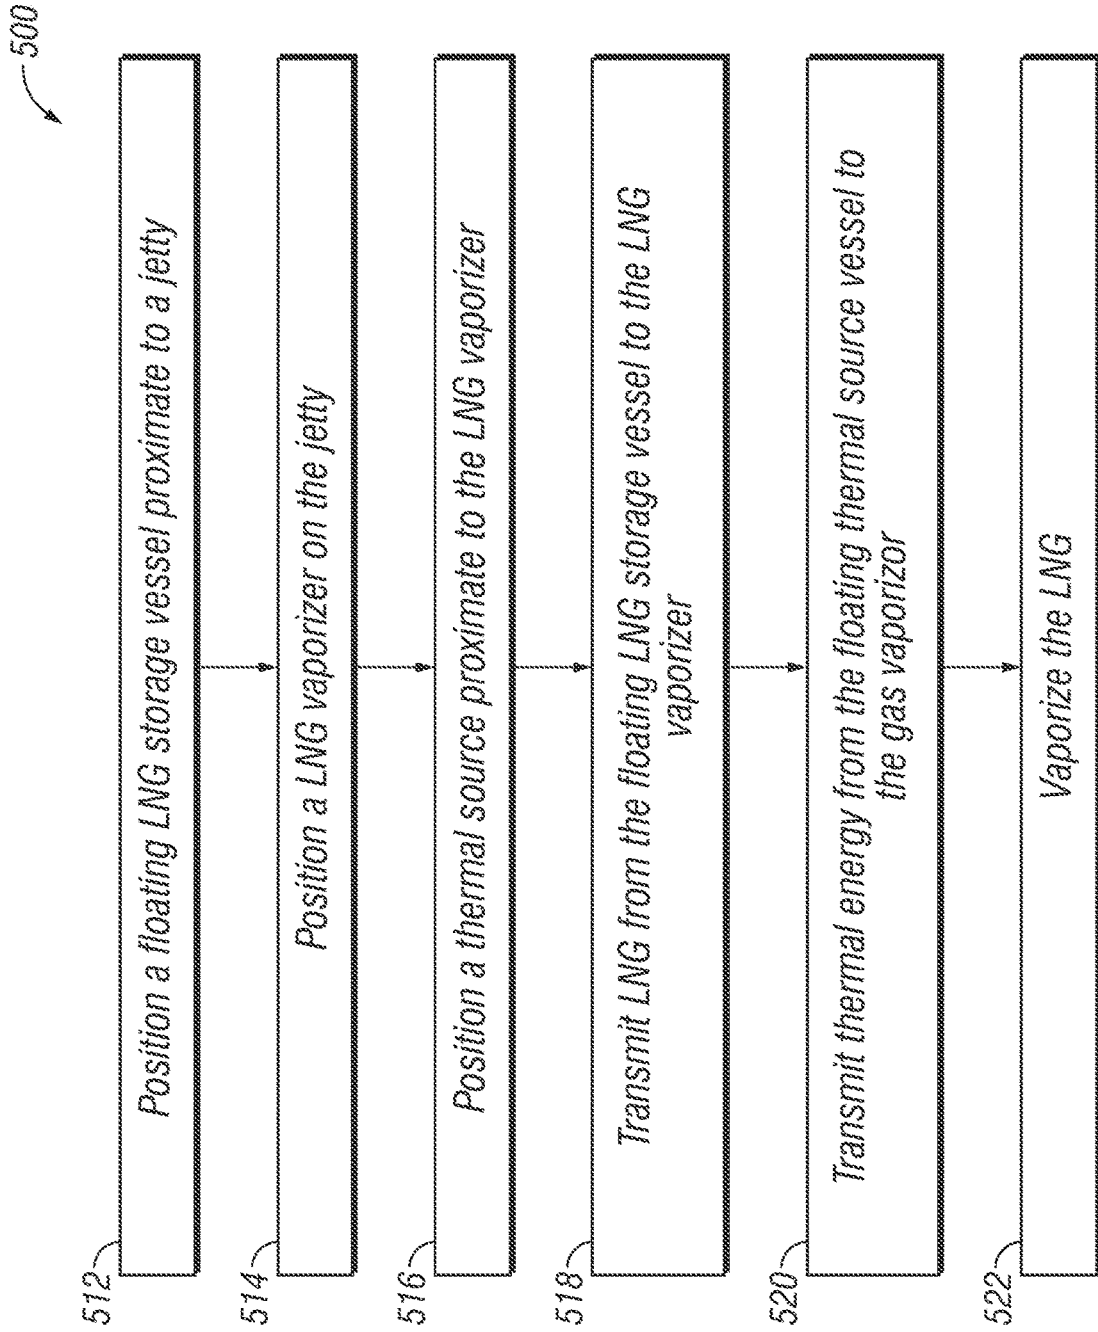 500
512
Position a floating LNG storage vessel proximate to a jetty
514
Position a LNG vaporizer on the jetty
516
Position a thermal source proximate to the LNG vaporizer
518
Transmit LNG from the floating LNG storage vessel to the LNG
vaporizer
520
Transmit thermal energy from the floating thermal source vessel to
the gas vaporizor
522
Vaporize the LNG